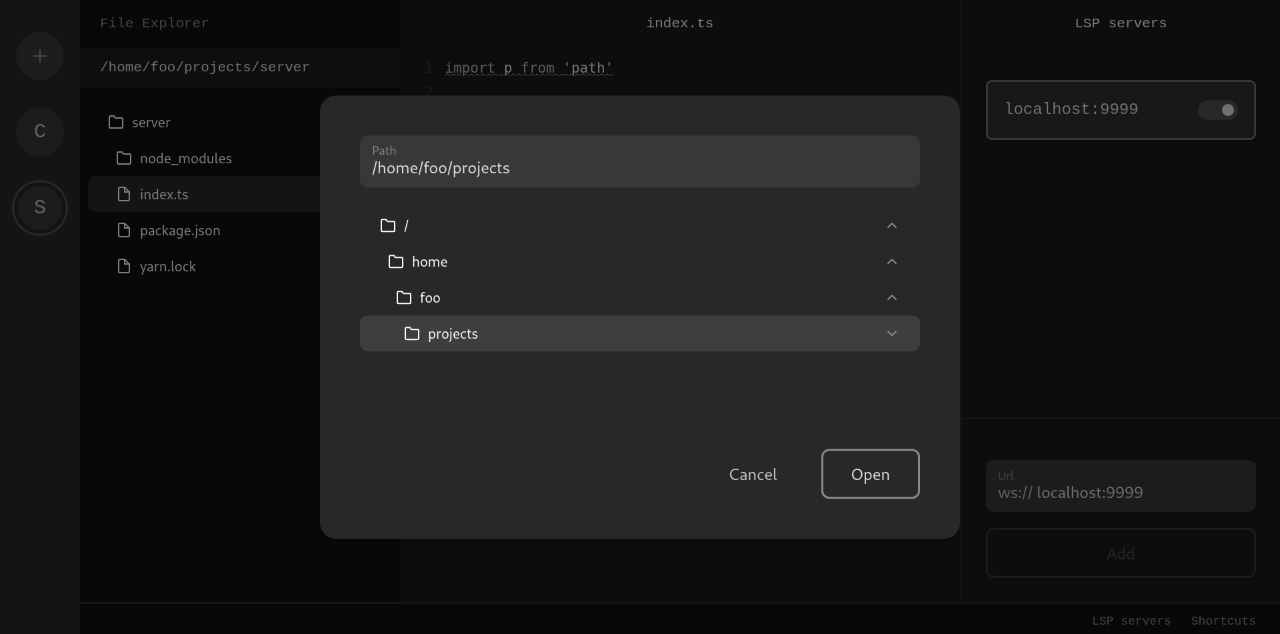 File Explorer
index.ts
LSP servers
+
/home/foo/projects/server
1 import p from 'path'
2
C
S
server
node_modules
index.ts
package.json
yarn.lock
Path
/home/foo/projects
/
home
foo
projects
Cancel
Open
localhost:9999
Url
ws:// localhost:9999
Add
LSP servers
Shortcuts